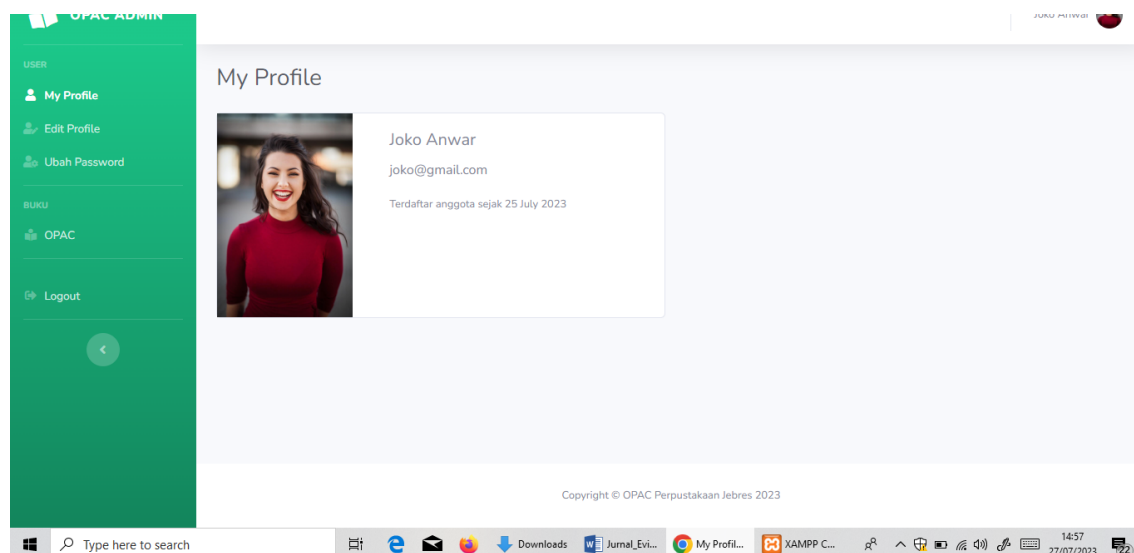 OPAC ADMIN
Joko Anwar
USER
My Profile
Edit Profile
Ubah Password
BUKU
OPAC
Logout
My Profile
Joko Anwar
joko@gmail.com
Terdaftar anggota sejak 25 July 2023
Copyright © OPAC Perpustakaan Jebres 2023
Type here to search
Downloads
Jurnal_Evi...
My Profil...
XAMPP C...
14:57
27/07/2023
22